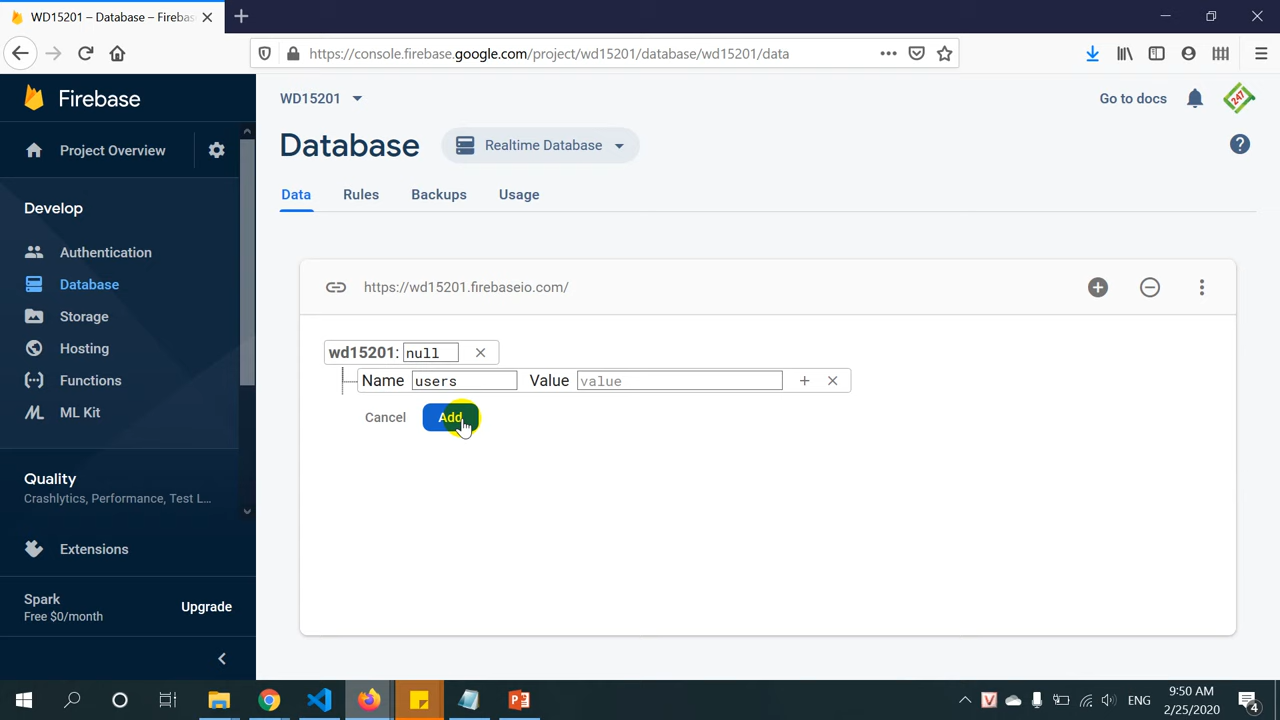 WD15201 – Database – Firebas
https://console.firebase.google.com/project/wd15201/database/wd15201/data
Firebase
WD15201
Go to docs
247
Project Overview
Database
Realtime Database
Data
Rules
Backups
Usage
Develop
Authentication
Database
Storage
Hosting
Functions
ML Kit
https://wd15201.firebaseio.com/
wd15201: null
Name users Value value
Cancel
Add
Quality
Crashlytics, Performance, Test L...
Extensions
Spark
Free $0/month
Upgrade
ENG
9:50 AM
2/25/2020
4